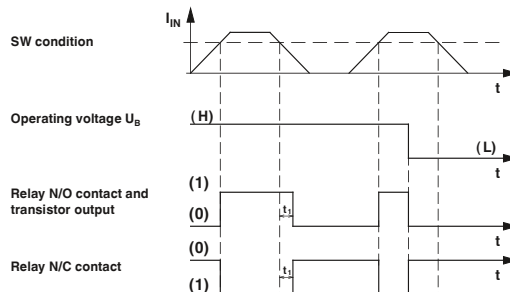 I_IN
SW condition
t
Operating voltage U_B
(H)
(L)
t
Relay N/O contact and
transistor output
(1)
(0)
t₁
t
Relay N/C contact
(0)
(1)
t₁
t